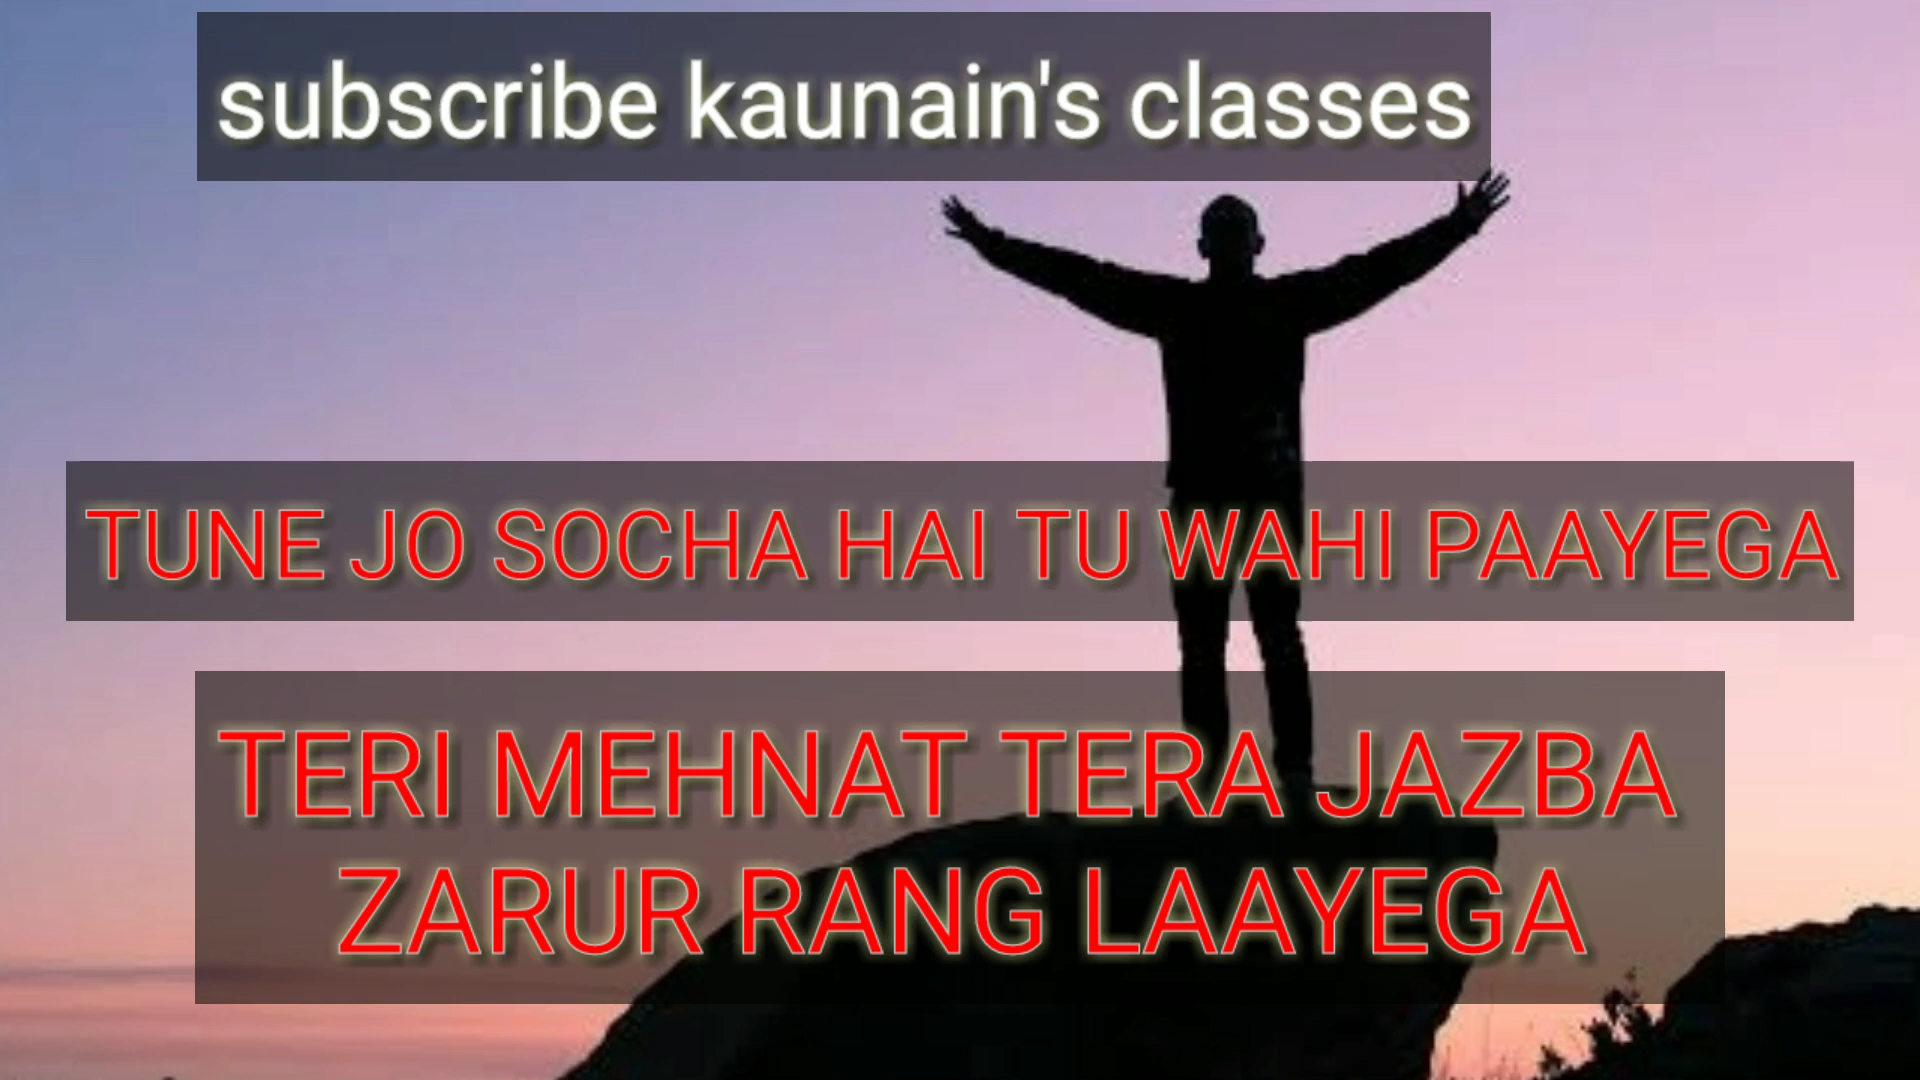 subscribe kaunain's classes
TUNE JO SOCHA HAI TU WAHI PAAYEGA
TERI MEHNAT TERA JAZBA
ZARUR RANG LAAYEGA